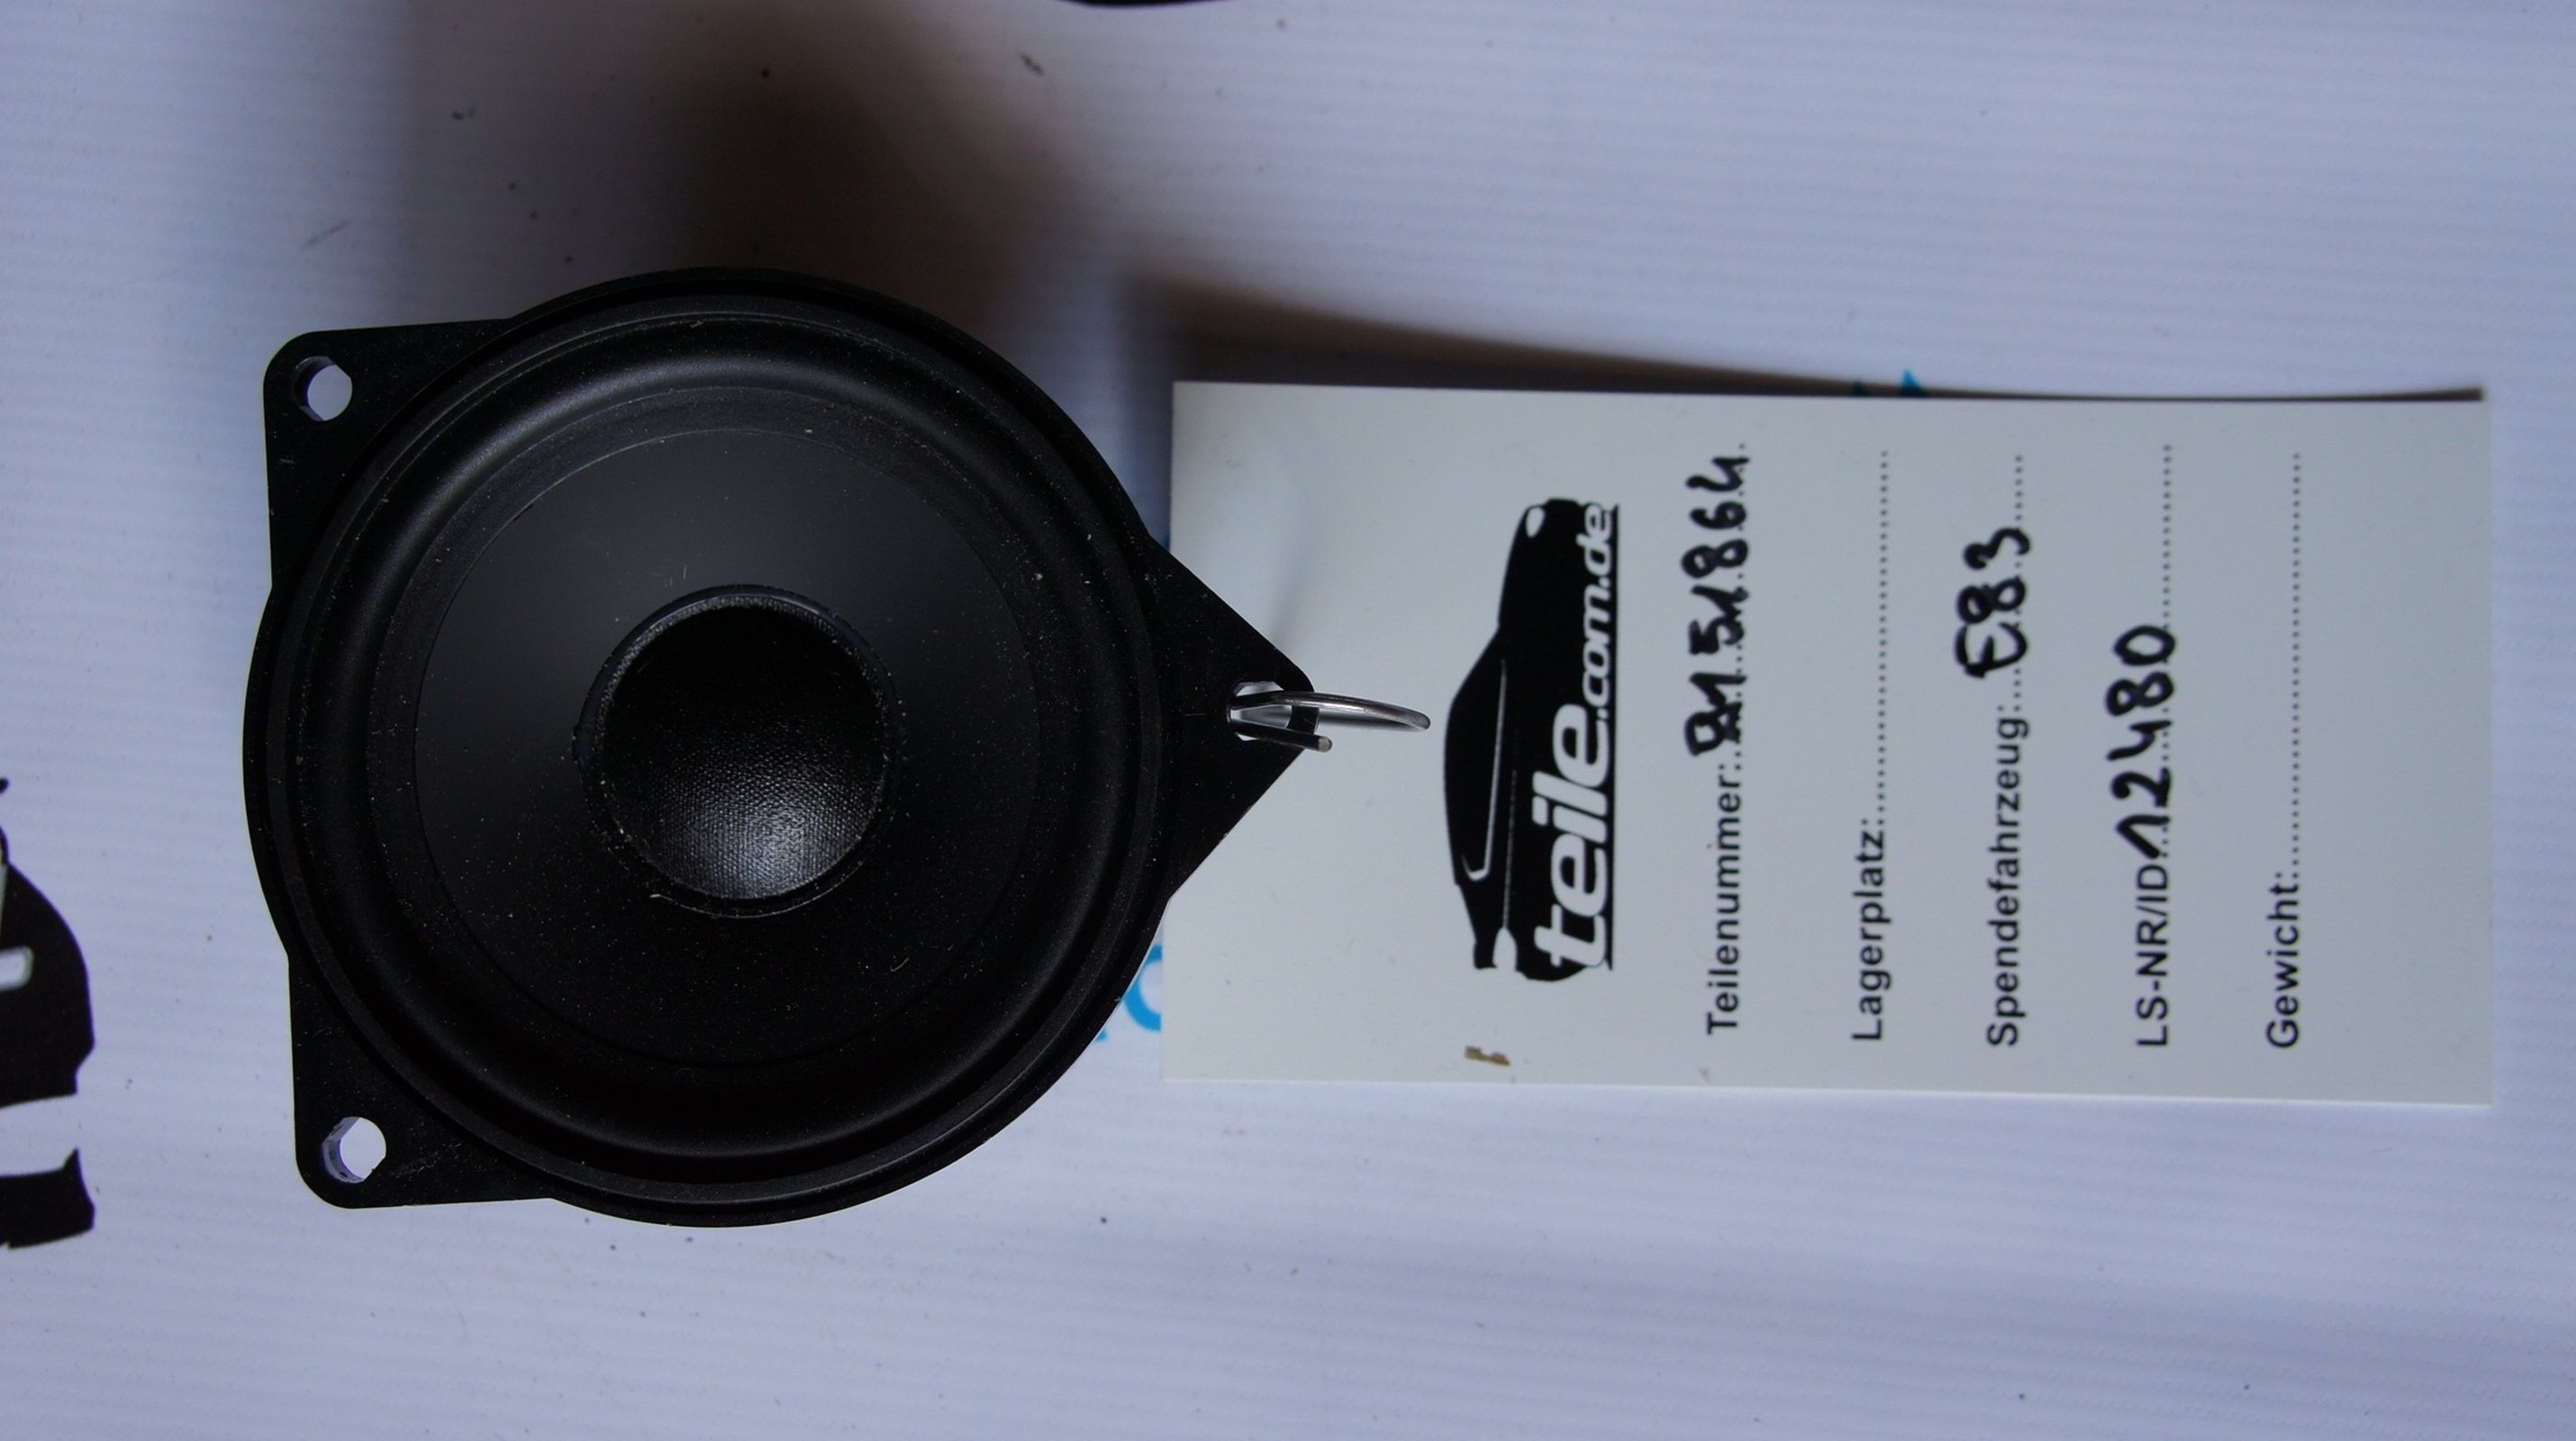 teile.com.de
Teilenummer: 9151864
Lagerplatz:
Spendefahrzeug: E83
LS-NR/ID: 12480
Gewicht: